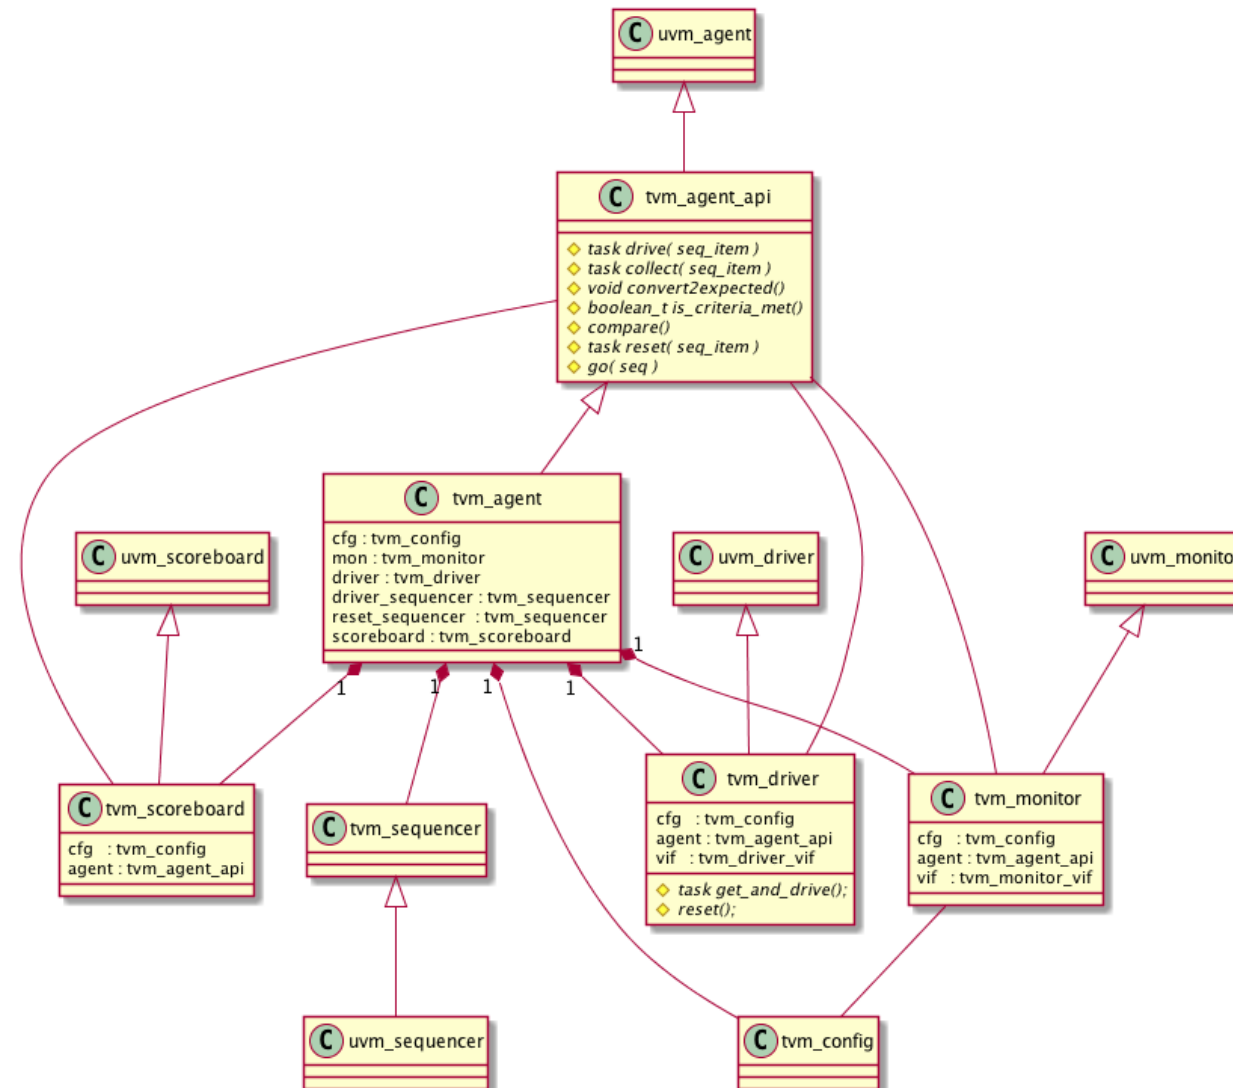 C uvm_agent
C tvm_agent_api
task drive( seq_item )
task collect( seq_item )
void convert2expected()
boolean_t is_criteria_met()
compare()
task reset( seq_item )
go( seq )
C tvm_agent
cfg : tvm_config
mon : tvm_monitor
driver : tvm_driver
driver_sequencer : tvm_sequencer
reset_sequencer : tvm_sequencer
scoreboard : tvm_scoreboard
C uvm_scoreboard
C uvm_driver
C uvm_monito
1
1
1
1
1
C tvm_scoreboard
cfg : tvm_config
agent : tvm_agent_api
C tvm_sequencer
C tvm_driver
cfg : tvm_config
agent : tvm_agent_api
vif : tvm_driver_vif
task get_and_drive();
reset();
C tvm_monitor
cfg : tvm_config
agent : tvm_agent_api
vif : tvm_monitor_vif
C uvm_sequencer
C tvm_config